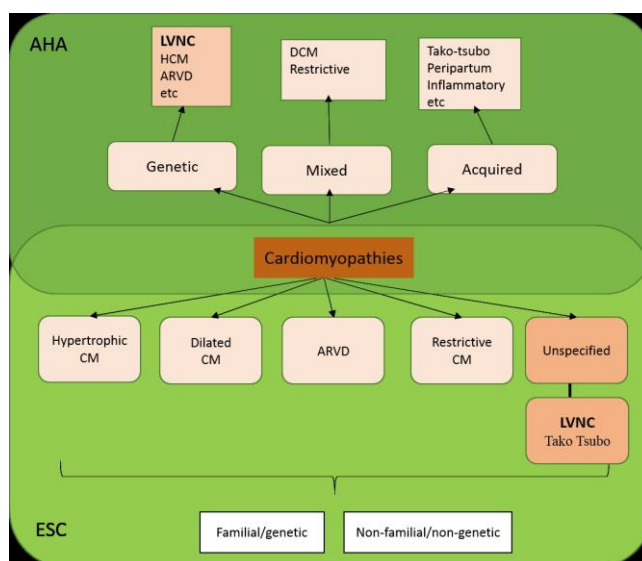 AHA
LVNC
HCM
ARVD
etc
DCM
Restrictive
Tako-tsubo
Peripartum
Inflammatory
etc
Genetic
Mixed
Acquired
Cardiomyopathies
Hypertrophic
CM
Dilated
CM
ARVD
Restrictive
CM
Unspecified
LVNC
Tako Tsubo
ESC
Familial/genetic
Non-familial/non-genetic